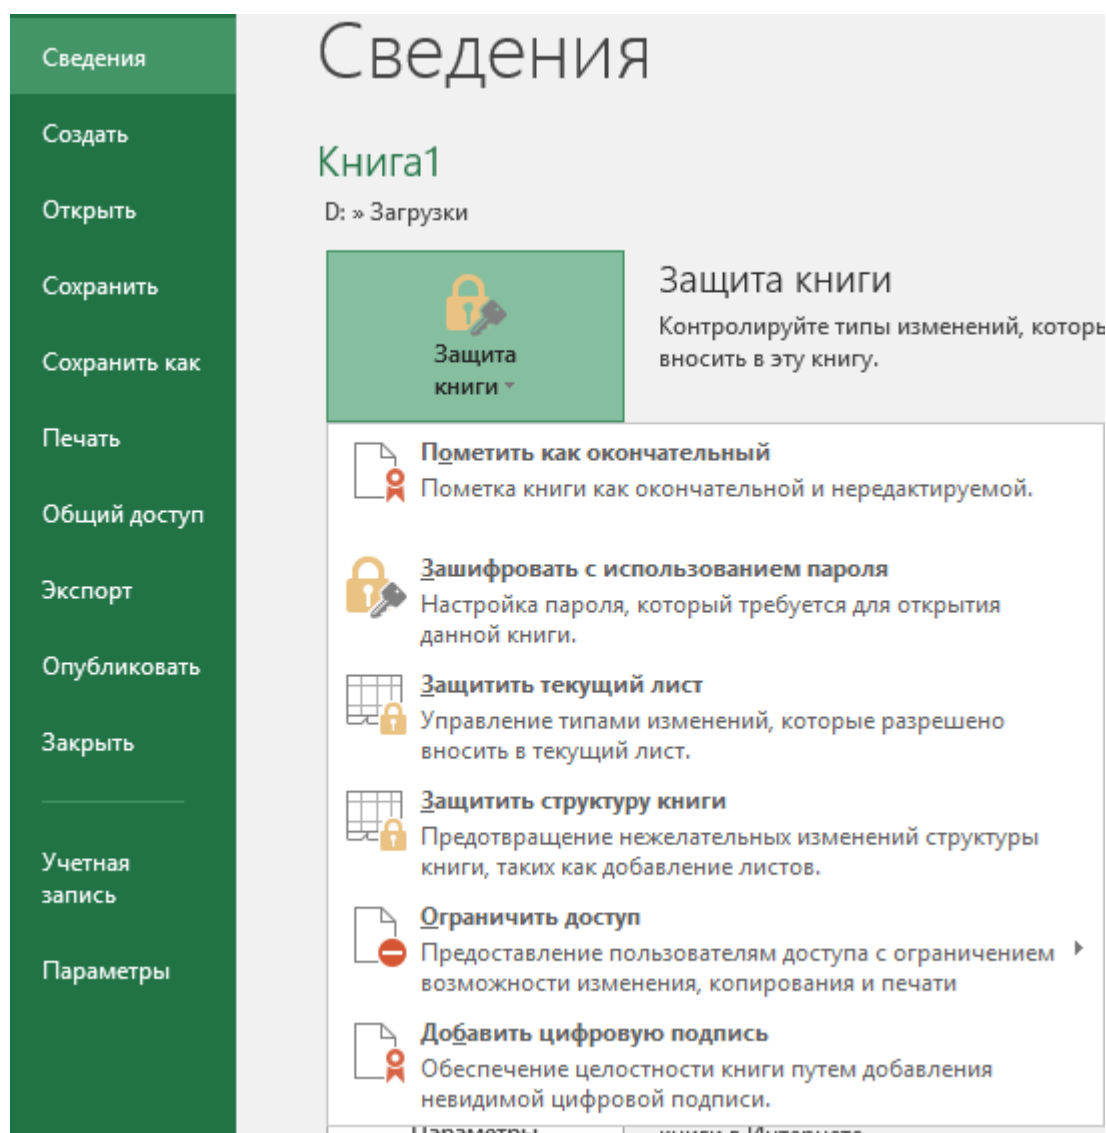 Сведения
Создать
Открыть
Сохранить
Сохранить как
Печать
Общий доступ
Экспорт
Опубликовать
Закрыть
Учетная
запись
Параметры
Сведения
Книга1
D: » Загрузки
Защита
книги
Защита книги
Контролируйте типы изменений,
вносить в эту книгу.
Пометить как окончательный
Пометка книги как окончательной и нередактируемой.
Зашифровать с использованием пароля
Настройка пароля, который требуется для открытия
данной книги.
Защитить текущий лист
Управление типами изменений, которые разрешено
вносить в текущий лист.
Защитить структуру книги
Предотвращение нежелательных изменений структуры
книги, таких как добавление листов.
Ограничить доступ
Предоставление пользователям доступа с ограничением
возможности изменения, копирования и печати
Добавить цифровую подпись
Обеспечение целостности книги путем добавления
невидимой цифровой подписи.